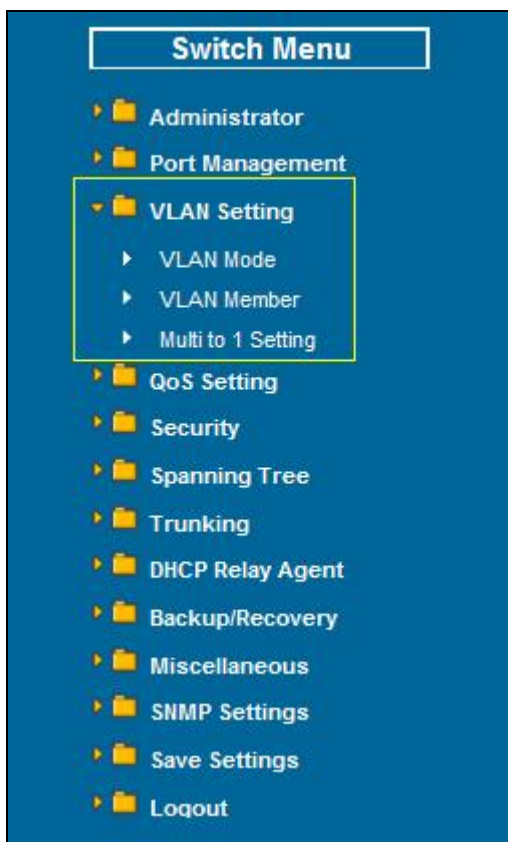 Switch Menu
Administrator
Port Management
VLAN Setting
VLAN Mode
VLAN Member
Multi to 1 Setting
QoS Setting
Security
Spanning Tree
Trunking
DHCP Relay Agent
Backup/Recovery
Miscellaneous
SNMP Settings
Save Settings
Logout